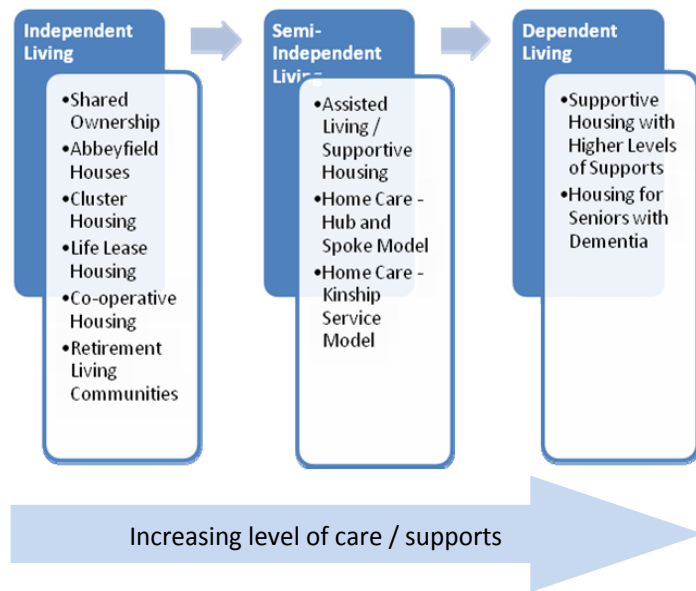 Independent
Living
•Shared
Ownership
•Abbeyfield
Houses
•Cluster
Housing
•Life Lease
Housing
•Co-operative
Housing
•Retirement
Living
Communities
Semi-
Independent
Living
•Assisted
Living /
Supportive
Housing
•Home Care -
Hub and
Spoke Model
•Home Care -
Kinship
Service
Model
Dependent
Living
•Supportive
Housing with
Higher Levels
of Supports
•Housing for
Seniors with
Dementia
Increasing level of care / supports